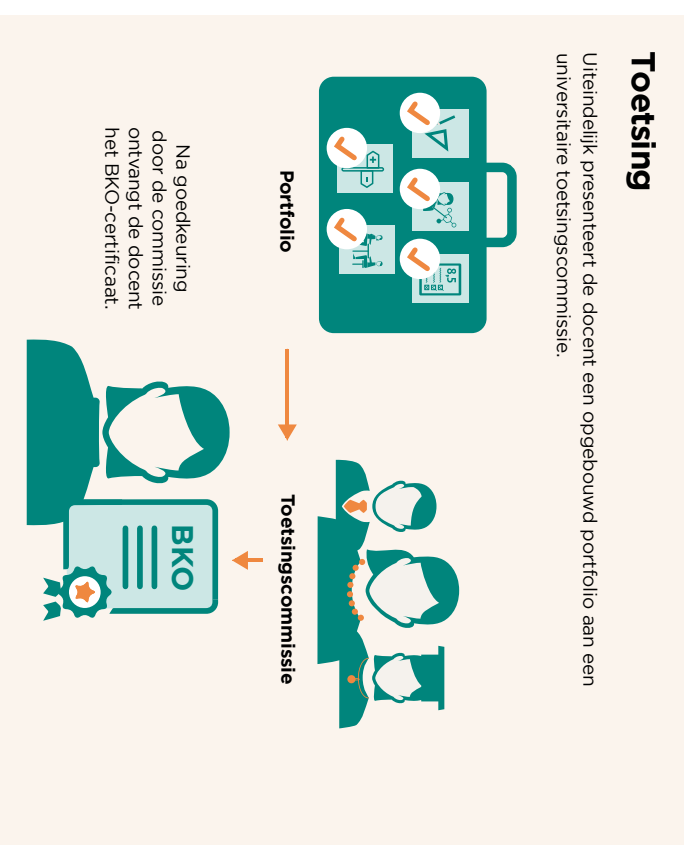 Toetsing
Uiteindelijk presenteert de docent een opgebouwd portfolio aan een
universitaire toetsingscommissie.
8,5
+
-
Portfolio
Toetsingscommissie
Na goedkeuring
door de commissie
ontvangt de docent
het BKO-certificaat.
BKO